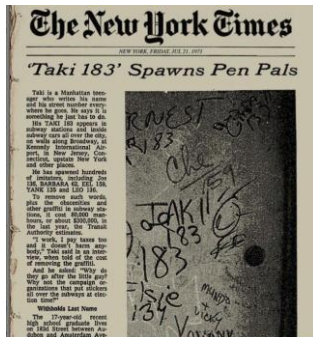 The New York Times
NEW YORK, FRIDAY, JUL 21, 1971
'Taki 183' Spawns Pen Pals
Taki is a Manhattan teen-
ager who writes his name
and his street number every-
where he goes. He says it is
something he just has to do.
His TAKI 183 appears in
subway stations and inside
subway cars all over the city,
on walls along Broadway, at
Kennedy International Air-
port, in New Jersey, Con-
necticut, upstate New York
and other places.
He has spawned hundreds
of imitators, including Joe
136, BARBARA 62, EEL 159,
YANK 135 and LEO 136.
To remove such words,
plus the obscenities and
other graffiti in subway sta-
tions, it cost 80,000 man-
hours, or about $300,000, in
the last year, the Transit
Authority estimates.
"I work, I pay taxes too
and it doesn't harm any-
body," Taki said in an inter-
view, when told of the cost
of removing the graffiti.
And he asked: "Why do
they go after the little guy?
Why not the campaign or-
ganizations that put stickers
all over the subways at elec-
tion time?"
Withholds Last Name
The 17-year-old recent
high school graduate lives
on 183d Street between Au-
dubon and Amsterdam Ave-
183
Che
TAKI
183
183
134